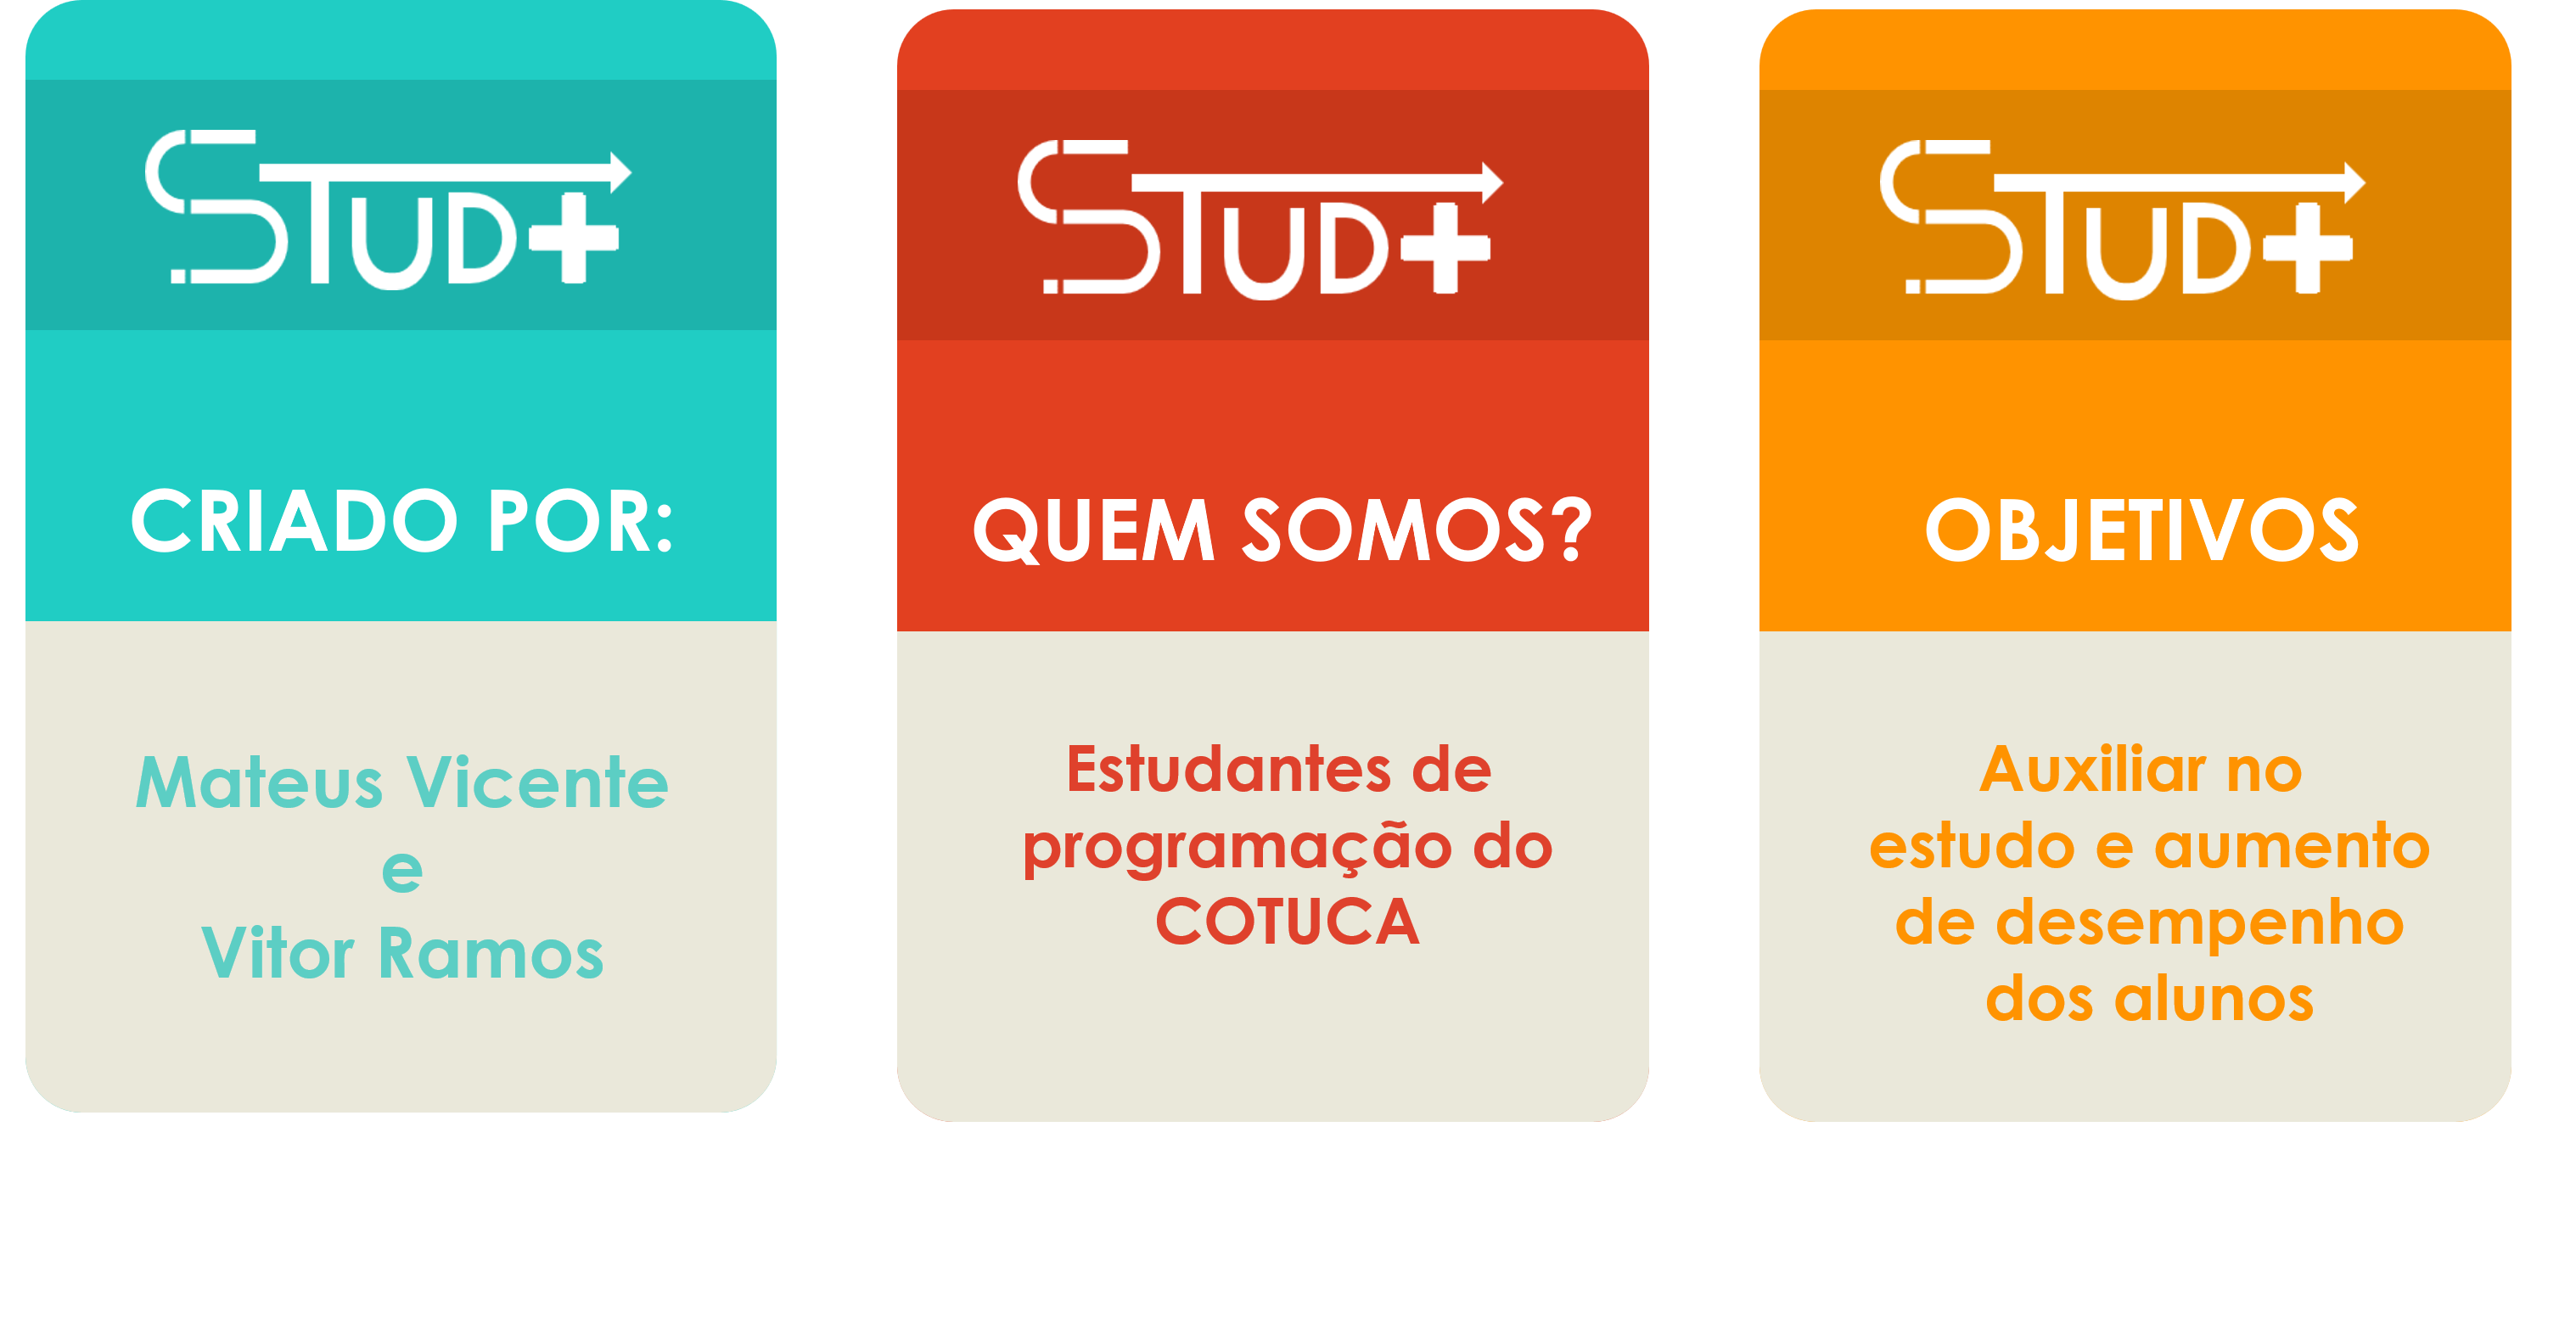 STUD+
CRIADO POR:
Mateus Vicente
e
Vitor Ramos
STUD+
QUEM SOMOS?
Estudantes de
programação do
COTUCA
STUD+
OBJETIVOS
Auxiliar no
estudo e aumento
de desempenho
dos alunos